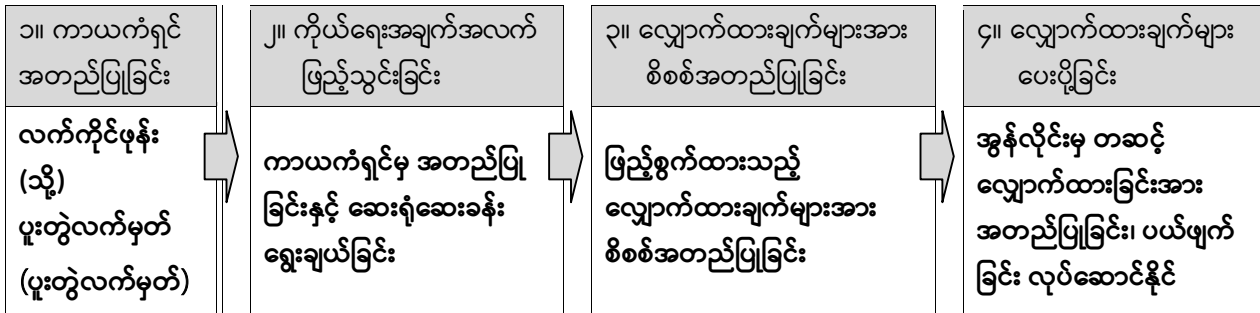 ၁။ ကာယကံရှင်
အတည်ပြုခြင်း
လက်ကိုင်ဖုန်း
(သို့)
ပူးတွဲလက်မှတ်
(ပူးတွဲလက်မှတ်)
၂။ ကိုယ်ရေးအချက်အလက်
ဖြည့်သွင်းခြင်း
ကာယကံရှင်မှ အတည်ပြု
ခြင်းနှင့် ဆေးရုံဆေးခန်း
ရွေးချယ်ခြင်း
၃။ လျှောက်ထားချက်များအား
စိစစ်အတည်ပြုခြင်း
ဖြည့်စွက်ထားသည့်
လျှောက်ထားချက်များအား
စိစစ်အတည်ပြုခြင်း
၄။ လျှောက်ထားချက်များ
ပေးပို့ခြင်း
အွန်လိုင်းမှ တဆင့်
လျှောက်ထားခြင်းအား
အတည်ပြုခြင်း၊ ပယ်ဖျက်
ခြင်း လုပ်ဆောင်နိုင်